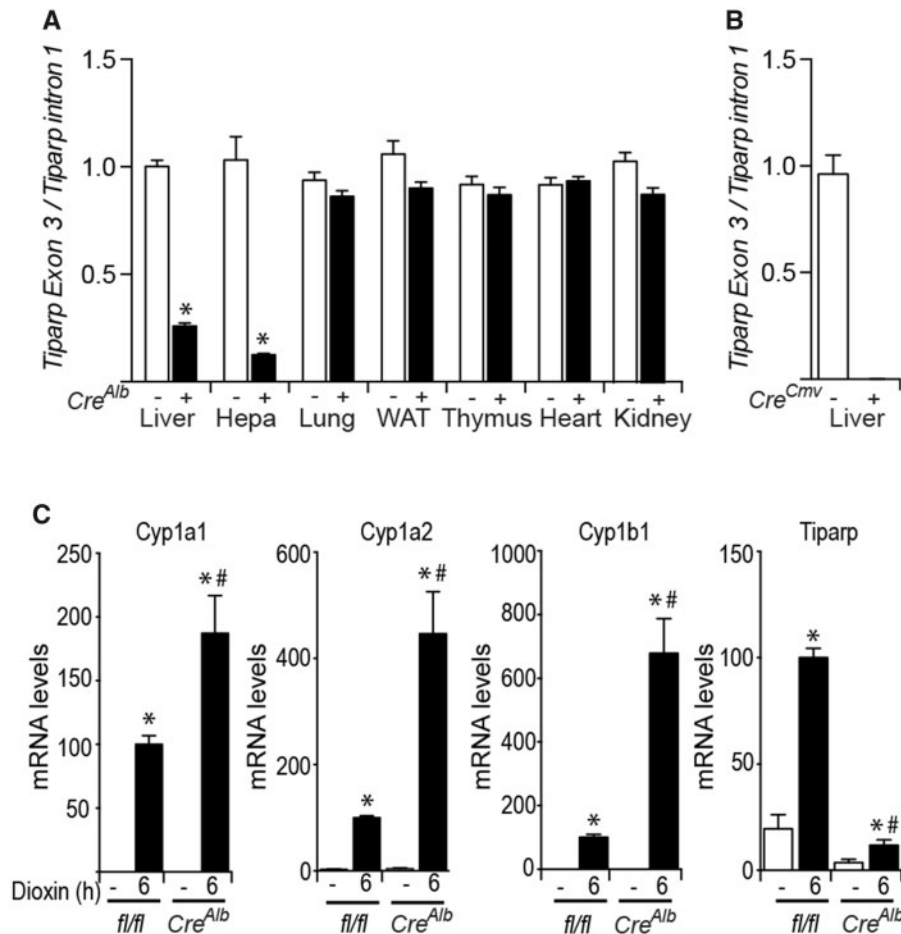 A
B
Tiparp Exon 3 / Tiparp intron 1
1.5
1.0
0.5
*
*
Cre^Alb - + - + - + - + - + - + - +
Liver Hepa Lung WAT Thymus Heart Kidney
Tiparp Exon 3 / Tiparp intron 1
1.5
1.0
0.5
Cre^Cmv - +
Liver
C
Cyp1a1
mRNA levels
250
200
150
100
50
*
*#
Dioxin (h) - 6 - 6
fl/fl Cre^Alb
Cyp1a2
mRNA levels
600
400
200
0
*
*#
- 6 - 6
fl/fl Cre^Alb
Cyp1b1
mRNA levels
1000
800
600
400
200
0
*
*#
- 6 - 6
fl/fl Cre^Alb
Tiparp
mRNA levels
150
100
50
0
*
*#
- 6 - 6
fl/fl Cre^Alb